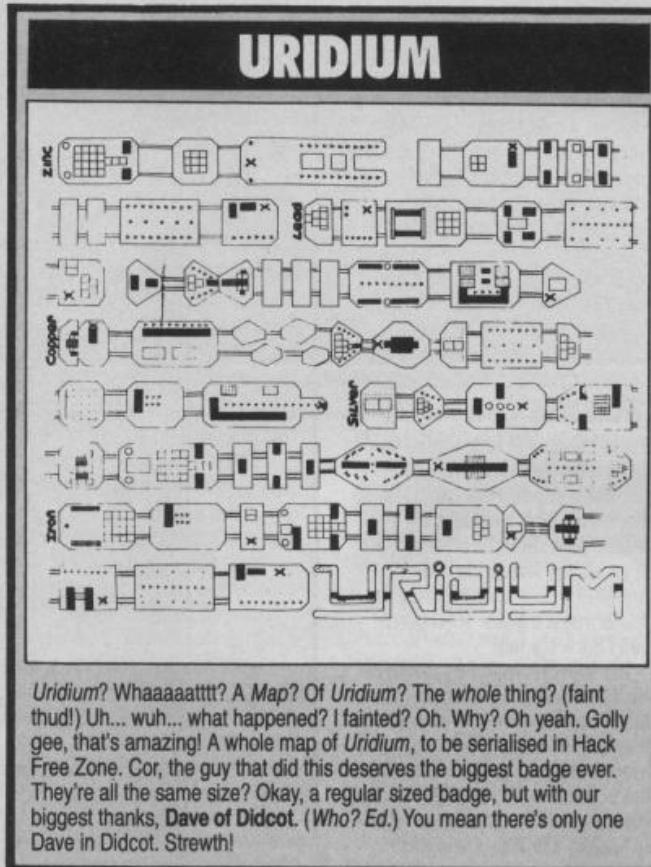 URIDIUM
Zinc
Lead
Copper
Silver
Iron
URIDIUM
Uridium? Whaaaaatttt? A Map? Of Uridium? The whole thing? (faint
thud!) Uh... wuh... what happened? I fainted? Oh. Why? Oh yeah. Golly
gee, that's amazing! A whole map of Uridium, to be serialised in Hack
Free Zone. Cor, the guy that did this deserves the biggest badge ever.
They're all the same size? Okay, a regular sized badge, but with our
biggest thanks, Dave of Didcot. (Who? Ed.) You mean there's only one
Dave in Didcot. Strewth!